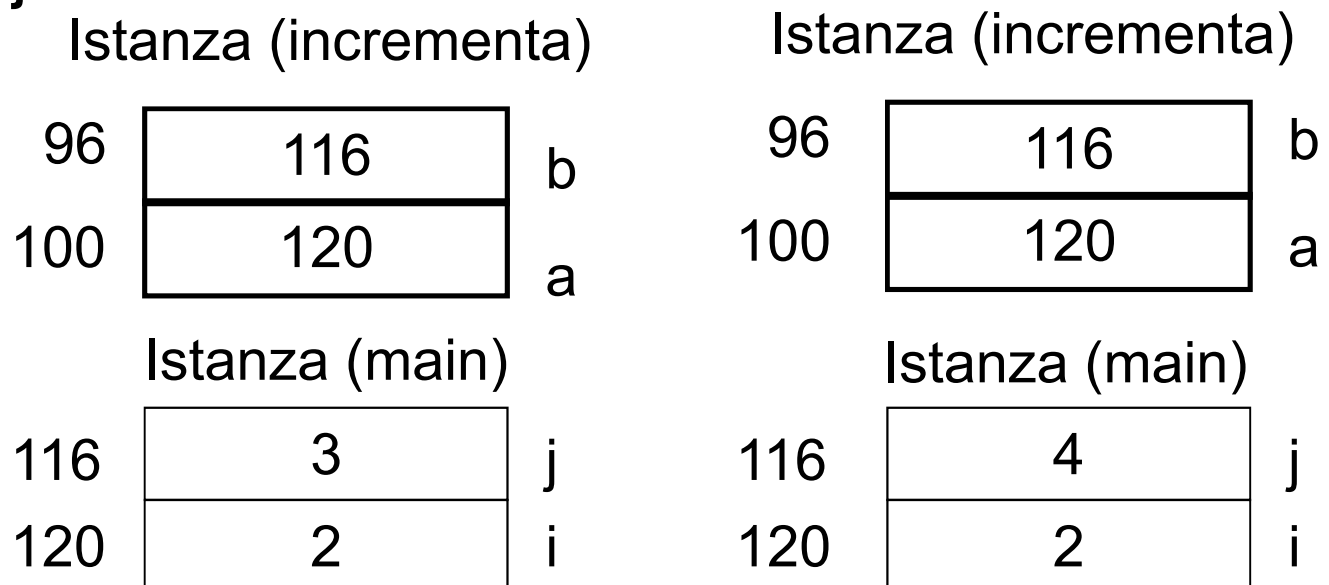 Istanza (incrementa) Istanza (incrementa)
96 116 b 96 116 b
100 120 a 100 120 a
Istanza (main) Istanza (main)
116 3 j 116 4 j
120 2 i 120 2 i